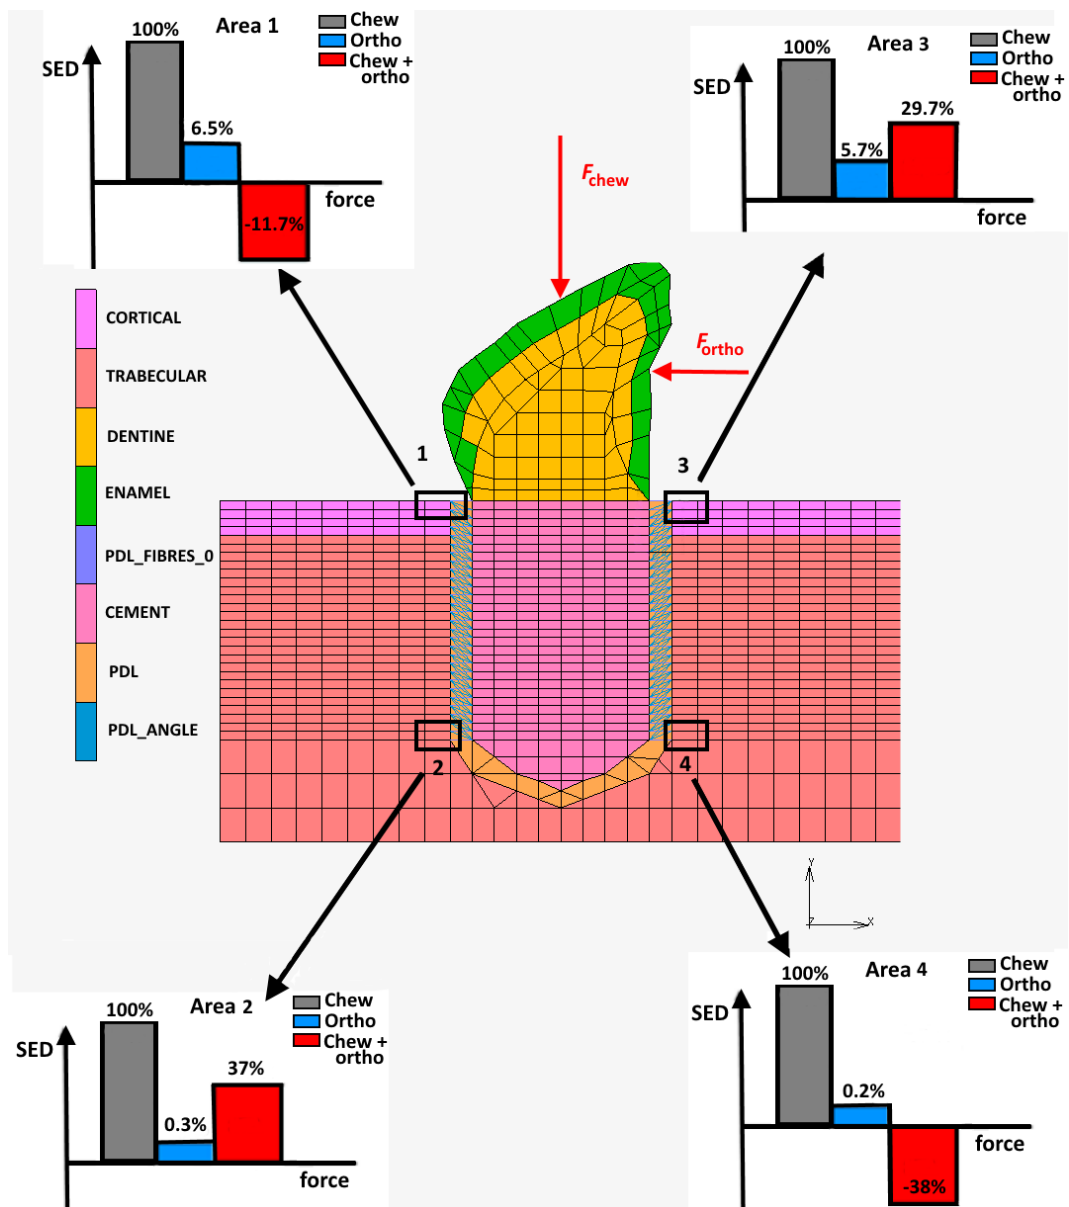 100%
Area 1
Chew
Ortho
Chew +
ortho
SED
6.5%
-11.7%
force
100%
Area 3
Chew
Ortho
Chew +
ortho
SED
5.7%
29.7%
force
Fchew
Fortho
CORTICAL
TRABECULAR
DENTINE
ENAMEL
PDL_FIBRES_0
CEMENT
PDL
PDL_ANGLE
1
3
2
4
Y
Z
X
100%
Area 2
Chew
Ortho
Chew +
ortho
SED
0.3%
37%
force
100%
Area 4
Chew
Ortho
Chew +
ortho
SED
0.2%
-38%
force